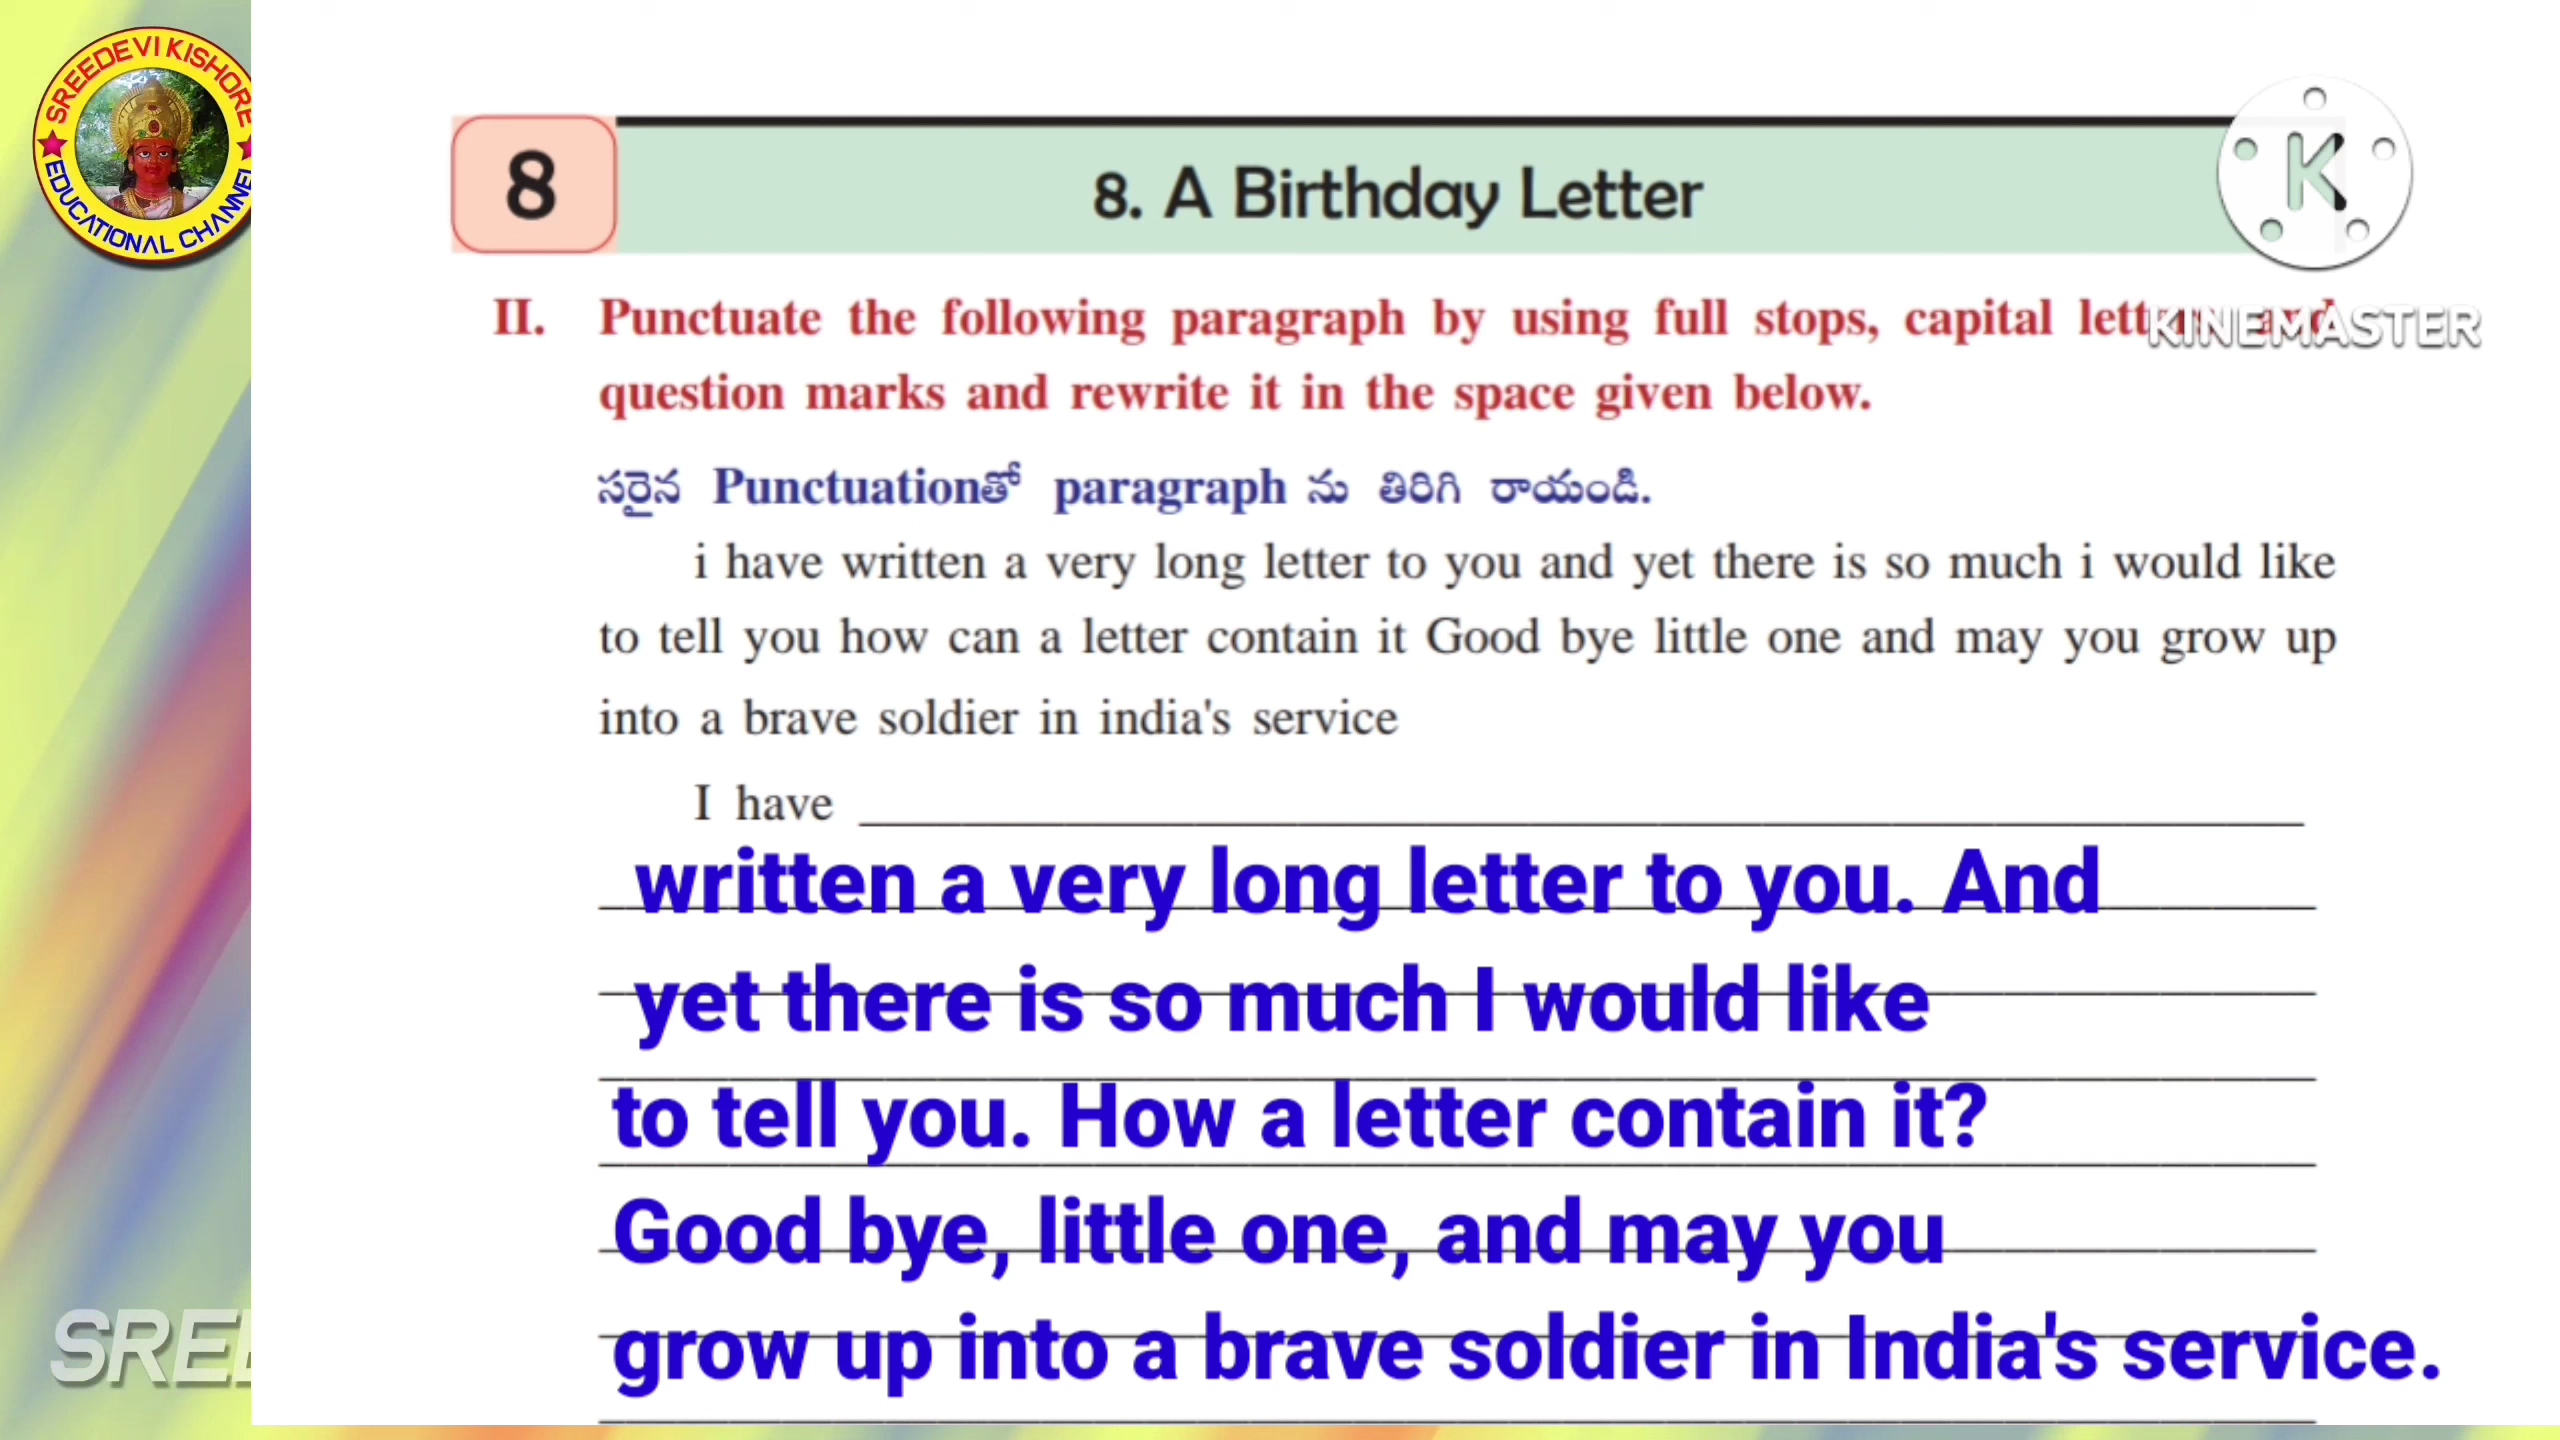 SREEDEVI KISHORE
EDUCATIONAL CHANNEL
8
8. A Birthday Letter
K
KINEMASTER
II. Punctuate the following paragraph by using full stops, capital letters and
question marks and rewrite it in the space given below.
సరైన Punctuationతో paragraph ను తిరిగి రాయండి.
i have written a very long letter to you and yet there is so much i would like
to tell you how can a letter contain it Good bye little one and may you grow up
into a brave soldier in india's service
I have
written a very long letter to you. And
yet there is so much I would like
to tell you. How a letter contain it?
Good bye, little one, and may you
grow up into a brave soldier in India's service.
SREE